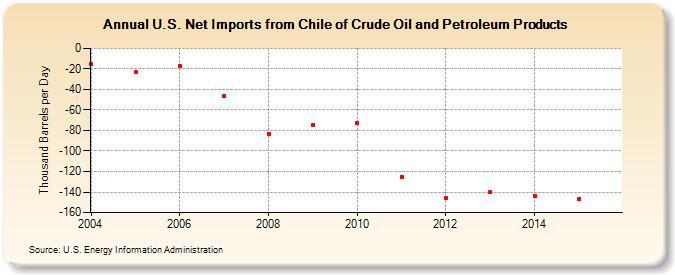 Annual U.S. Net Imports from Chile of Crude Oil and Petroleum Products
Thousand Barrels per Day
0
-20
-40
-60
-80
-100
-120
-140
-160
2004 2006 2008 2010 2012 2014
Source: U.S. Energy Information Administration